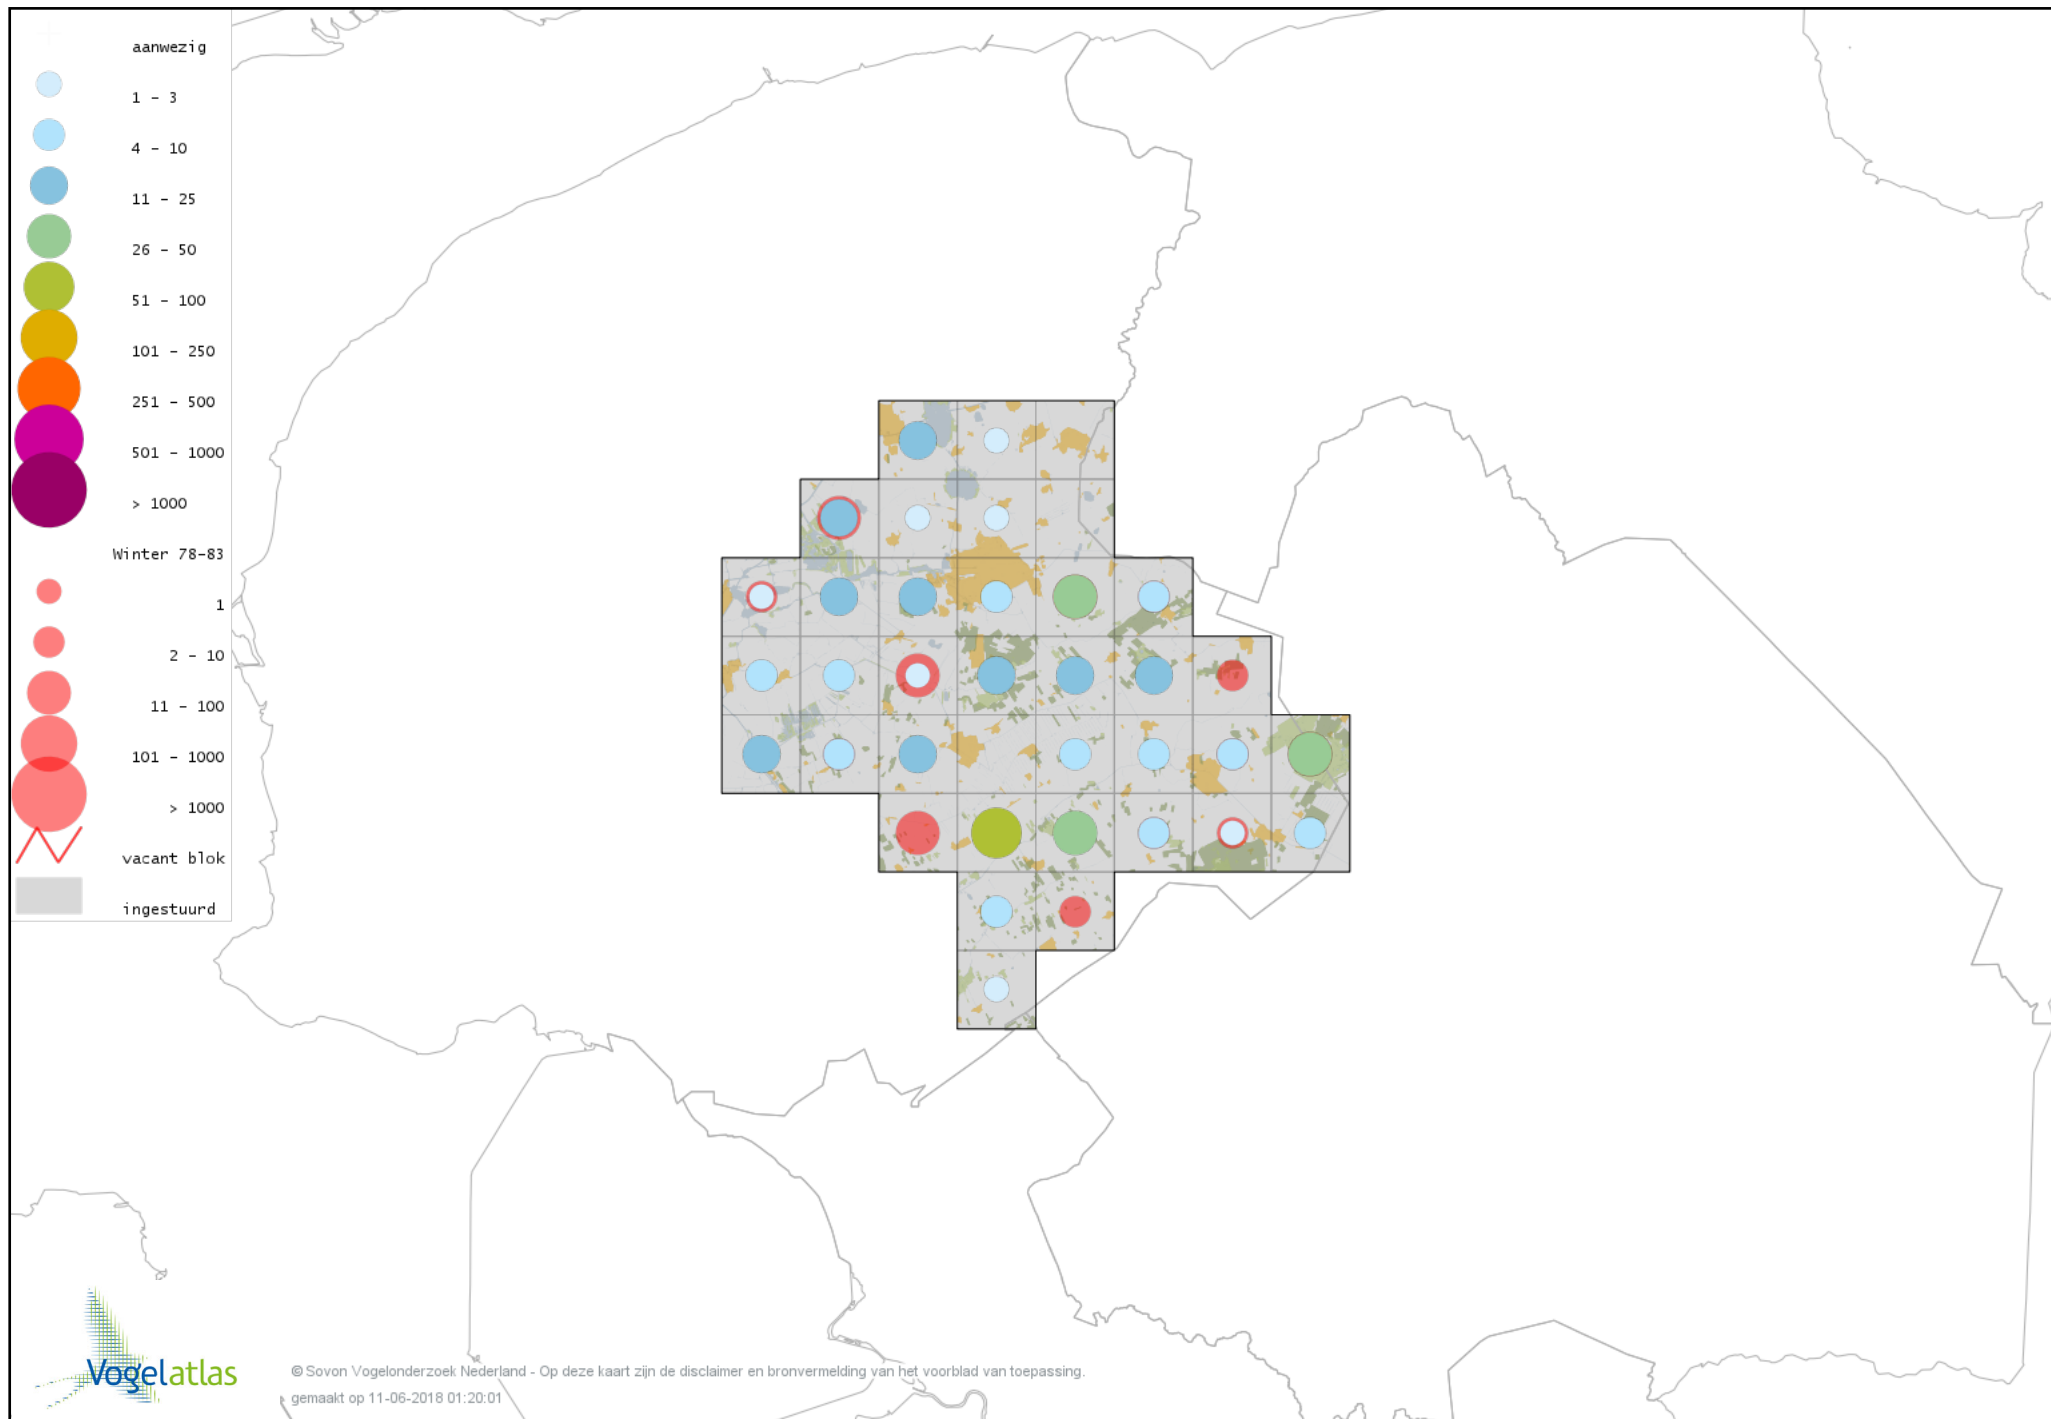 aanwezig
1 - 3
4 - 10
11 - 25
26 - 50
51 - 100
101 - 250
251 - 500
501 - 1000
> 1000
Winter 78-83
1
2 - 10
11 - 100
101 - 1000
> 1000
vacant blok
ingestuurd
Vogelatlas
© Sovon Vogelonderzoek Nederland - Op deze kaart zijn de disclaimer en bronvermelding van het voorblad van toepassing.
gemaakt op 11-06-2018 01:20:01